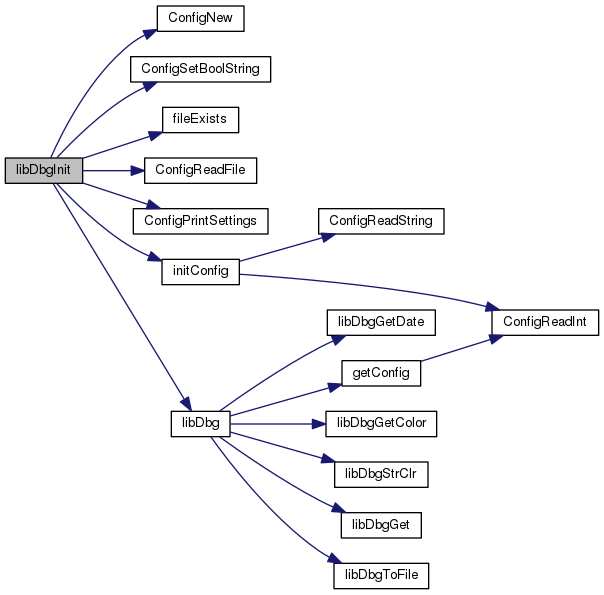 ConfigNew
ConfigSetBoolString
fileExists
libDbgInit
ConfigReadFile
ConfigPrintSettings
ConfigReadString
initConfig
ConfigReadInt
libDbgGetDate
getConfig
libDbg
libDbgGetColor
libDbgStrClr
libDbgGet
libDbgToFile